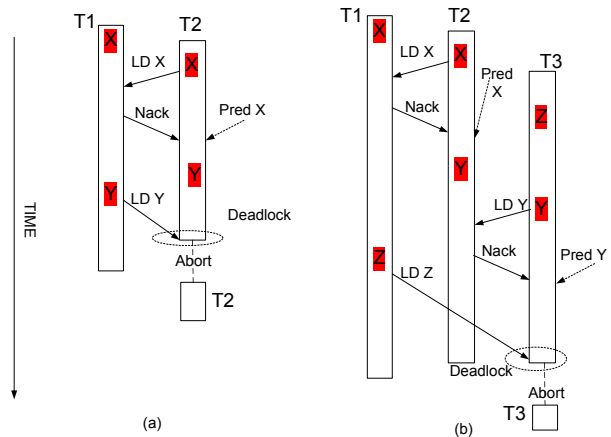 TIME
T1
T2
X
X
LD X
Nack
Pred X
Y
Y
LD Y
Deadlock
Abort
T2
(a)
T1
T2
T3
X
X
LD X
Pred
X
Nack
Z
Y
Y
LD Y
Z
Nack
Pred Y
LD Z
Deadlock
Abort
T3
(b)